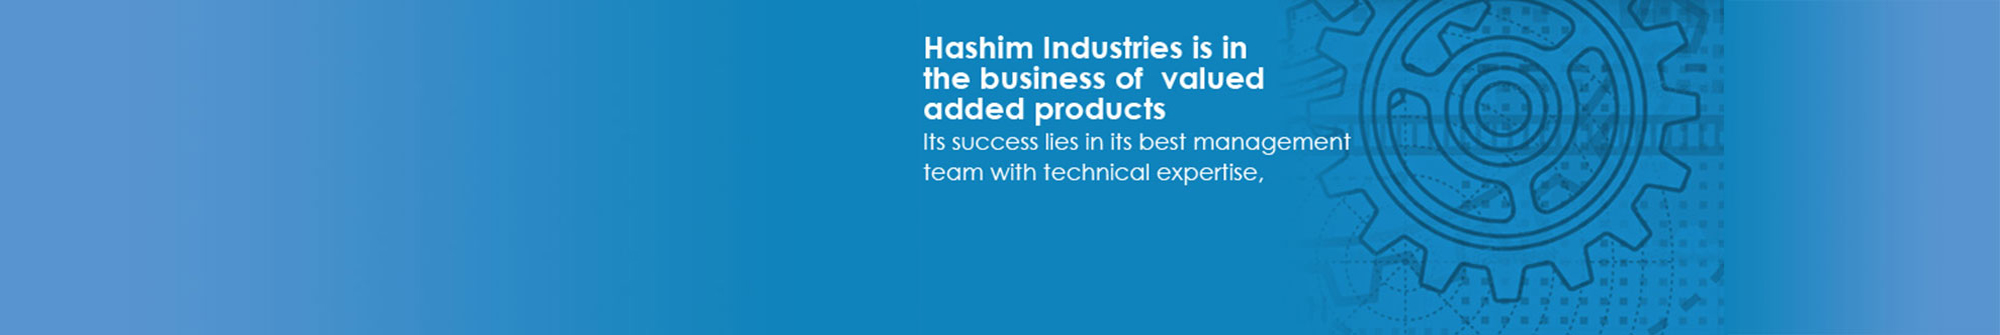 Hashim Industries is in
the business of  valued
added products
Its success lies in its best management
team with technical expertise,